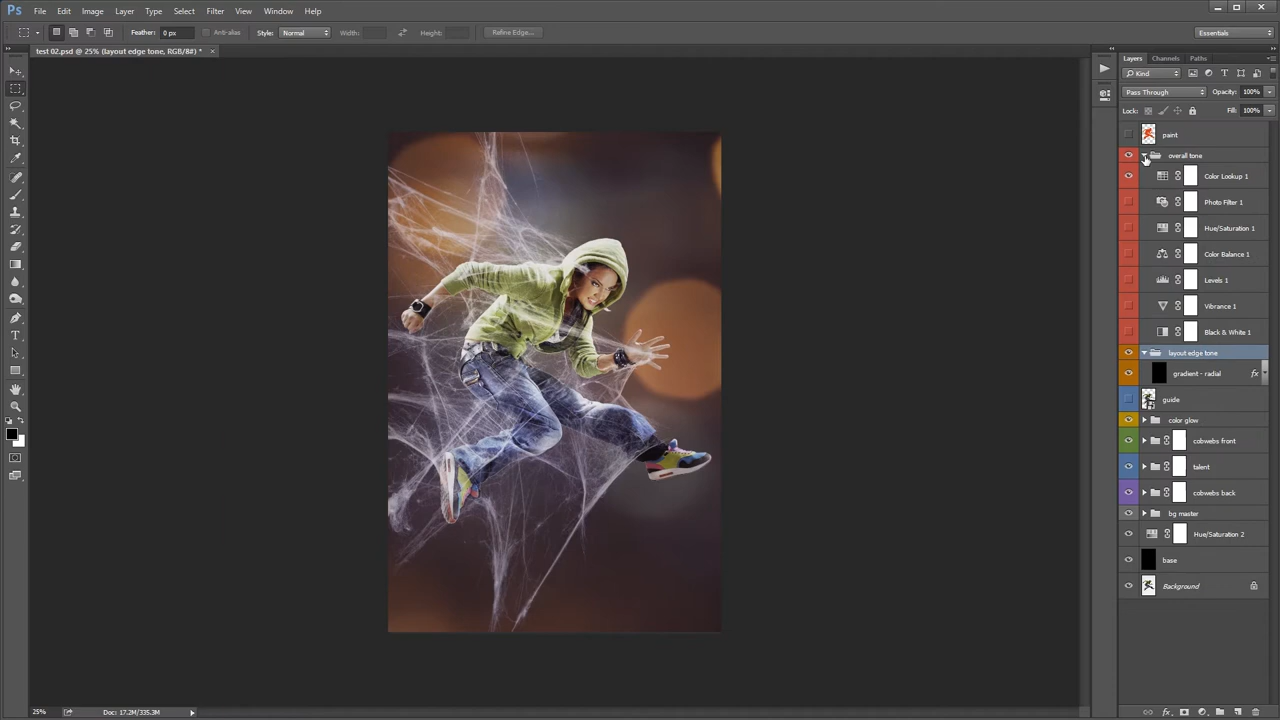 Ps File Edit Image Layer Type Select Filter View Window Help
Feather: 0 px Anti-alias Style: Normal Width: Height: Refine Edge... Essentials
test 02.psd @ 25% (layout edge tone, RGB/8#) * ×
Layers Channels Paths
Kind
Pass Through Opacity: 100%
Lock: Fill: 100%
paint
overall tone
Color Lookup 1
Photo Filter 1
Hue/Saturation 1
Color Balance 1
Levels 1
Vibrance 1
Black & White 1
layout edge tone
gradient - radial fx
guide
color glow
cobwebs front
talent
cobwebs back
bg master
Hue/Saturation 2
base
Background
25% Doc: 17.2M/335.3M